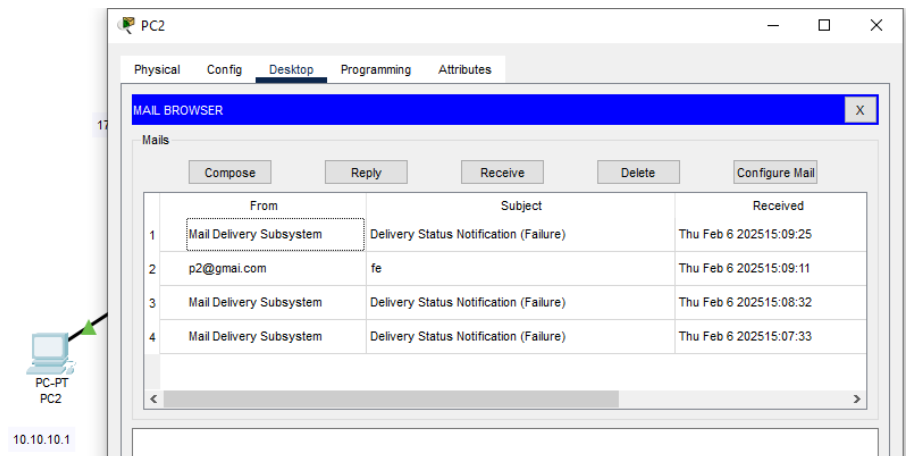 PC2
Physical Config Desktop Programming Attributes
MAIL BROWSER X
17
Mails
Compose Reply Receive Delete Configure Mail
From Subject Received
1 Mail Delivery Subsystem Delivery Status Notification (Failure) Thu Feb 6 202515:09:25
2 p2@gmai.com fe Thu Feb 6 202515:09:11
3 Mail Delivery Subsystem Delivery Status Notification (Failure) Thu Feb 6 202515:08:32
4 Mail Delivery Subsystem Delivery Status Notification (Failure) Thu Feb 6 202515:07:33
PC-PT
PC2
10.10.10.1